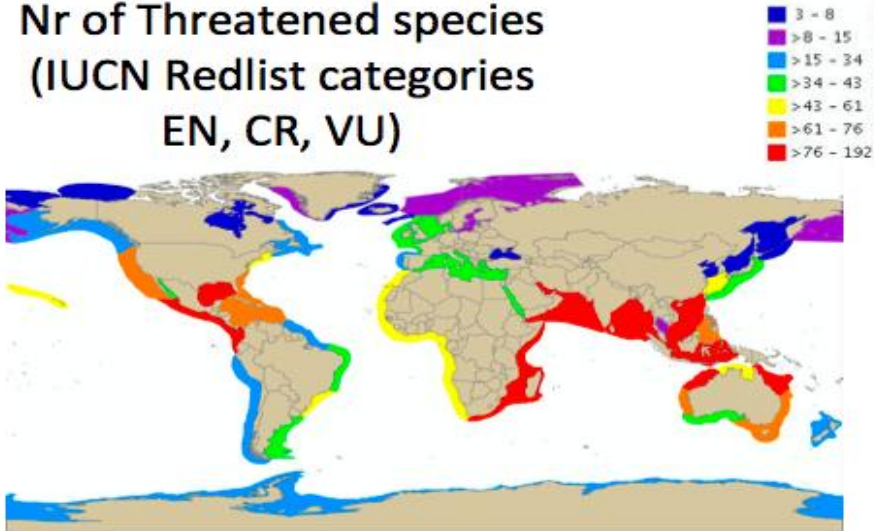 Nr of Threatened species
(IUCN Redlist categories
EN, CR, VU)
3 - 8
>8 - 15
>15 - 34
>34 - 43
>43 - 61
>61 - 76
>76 - 192